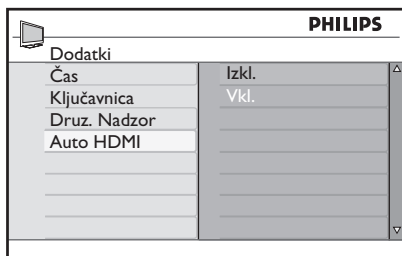 PHILIPS
Dodatki
Čas
Izkl.
Ključavnica
Vkl.
Druz. Nadzor
Auto HDMI